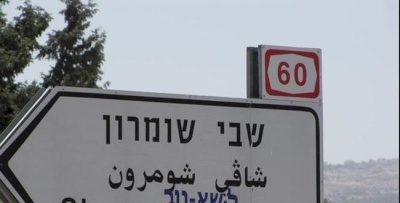 60
שבי שומרון
شافي شومرون